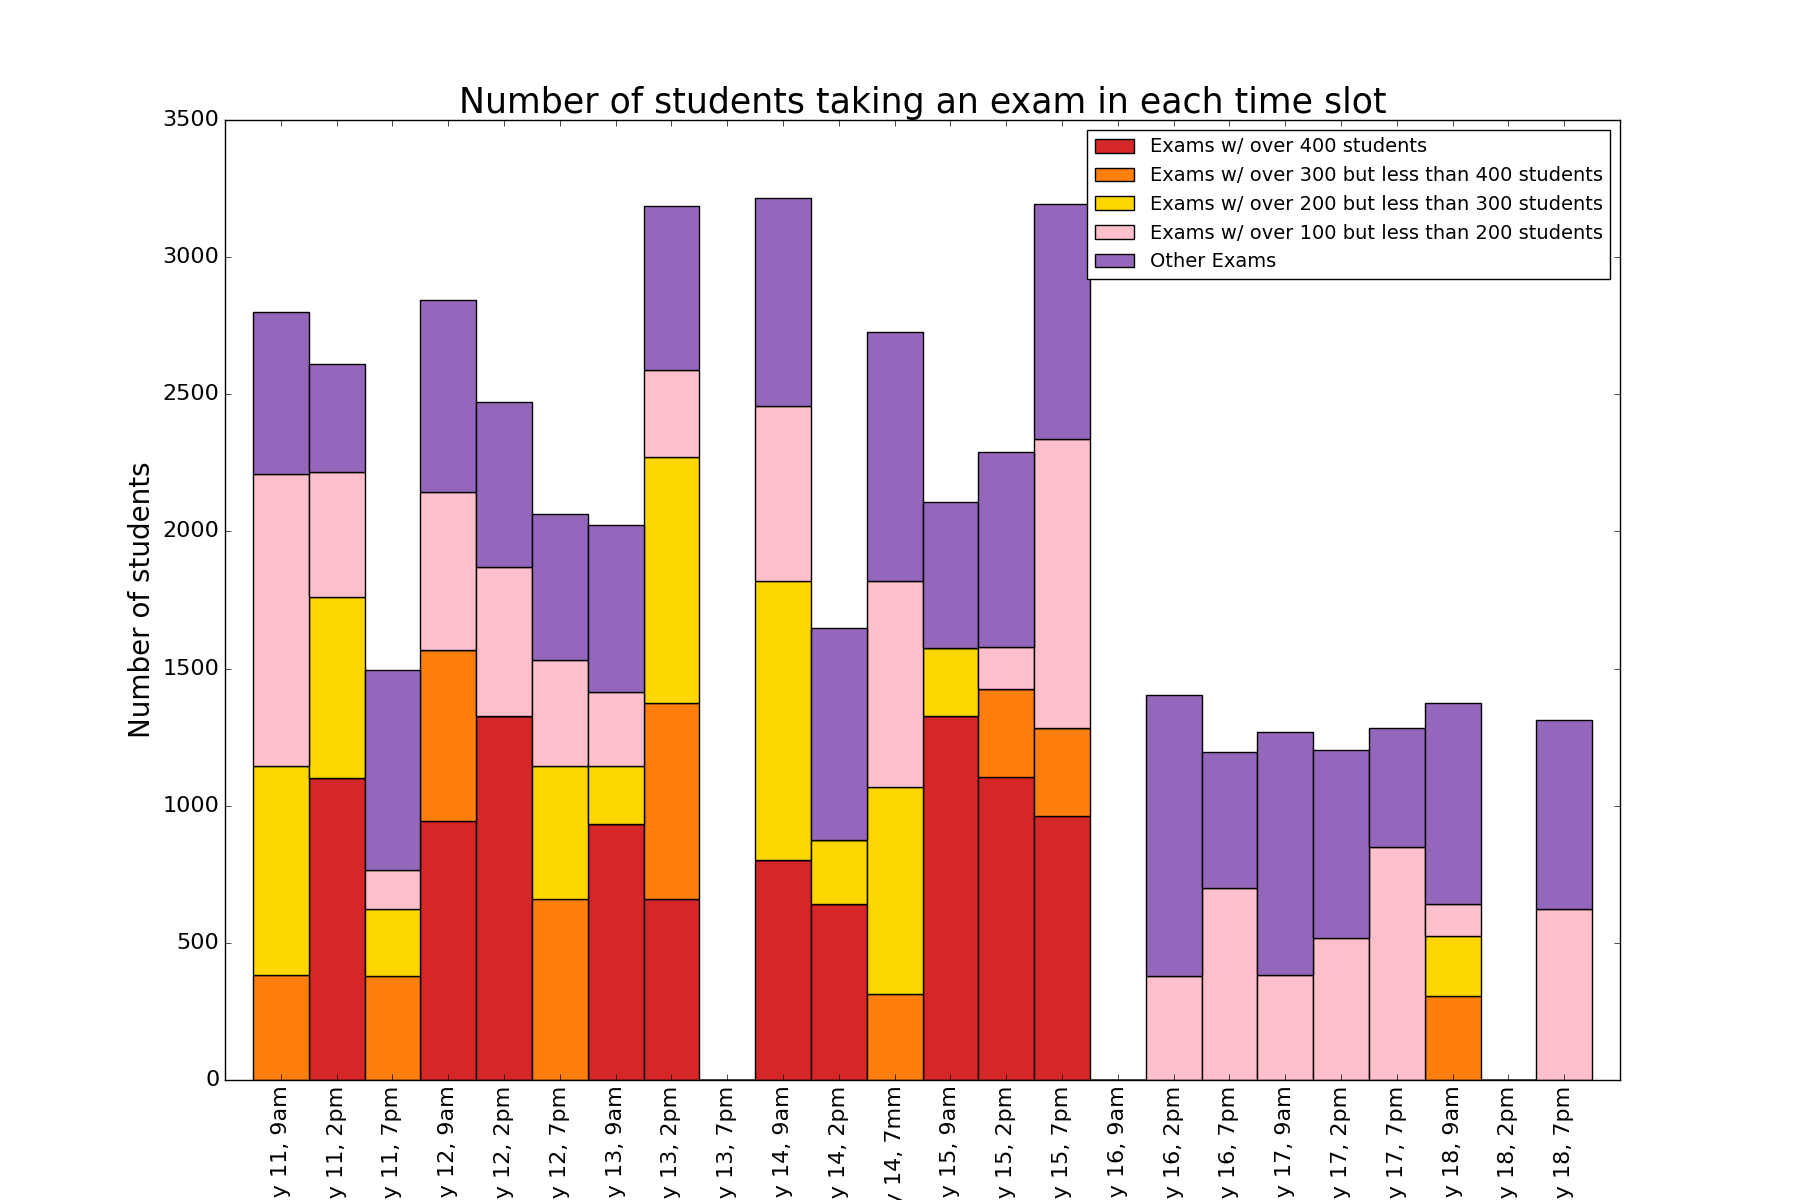 Number of students taking an exam in each time slot
Exams w/ over 400 students
Exams w/ over 300 but less than 400 students
Exams w/ over 200 but less than 300 students
Exams w/ over 100 but less than 200 students
Other Exams
Number of students
3500
3000
2500
2000
1500
1000
500
0
y 11, 9am
y 11, 2pm
y 11, 7pm
y 12, 9am
y 12, 2pm
y 12, 7pm
y 13, 9am
y 13, 2pm
y 13, 7pm
y 14, 9am
y 14, 2pm
y 14, 7mm
y 15, 9am
y 15, 2pm
y 15, 7pm
y 16, 9am
y 16, 2pm
y 16, 7pm
y 17, 9am
y 17, 2pm
y 17, 7pm
y 18, 9am
y 18, 2pm
y 18, 7pm